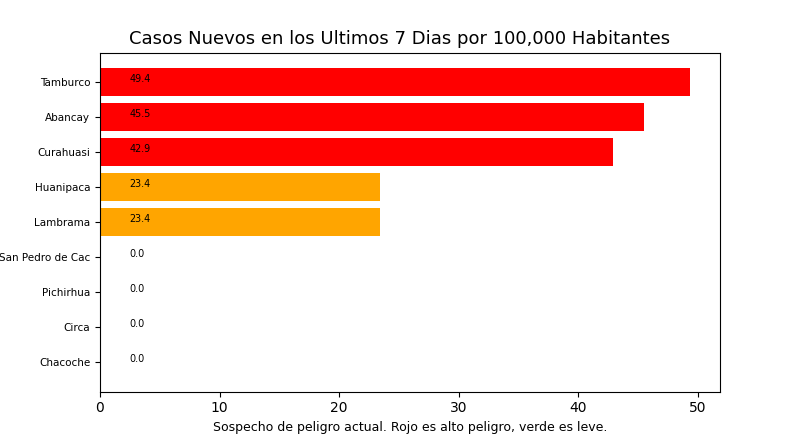 Casos Nuevos en los Ultimos 7 Dias por 100,000 Habitantes
Tamburco 49.4
Abancay 45.5
Curahuasi 42.9
Huanipaca 23.4
Lambrama 23.4
San Pedro de Cac 0.0
Pichirhua 0.0
Circa 0.0
Chacoche 0.0
0 10 20 30 40 50
Sospecho de peligro actual. Rojo es alto peligro, verde es leve.